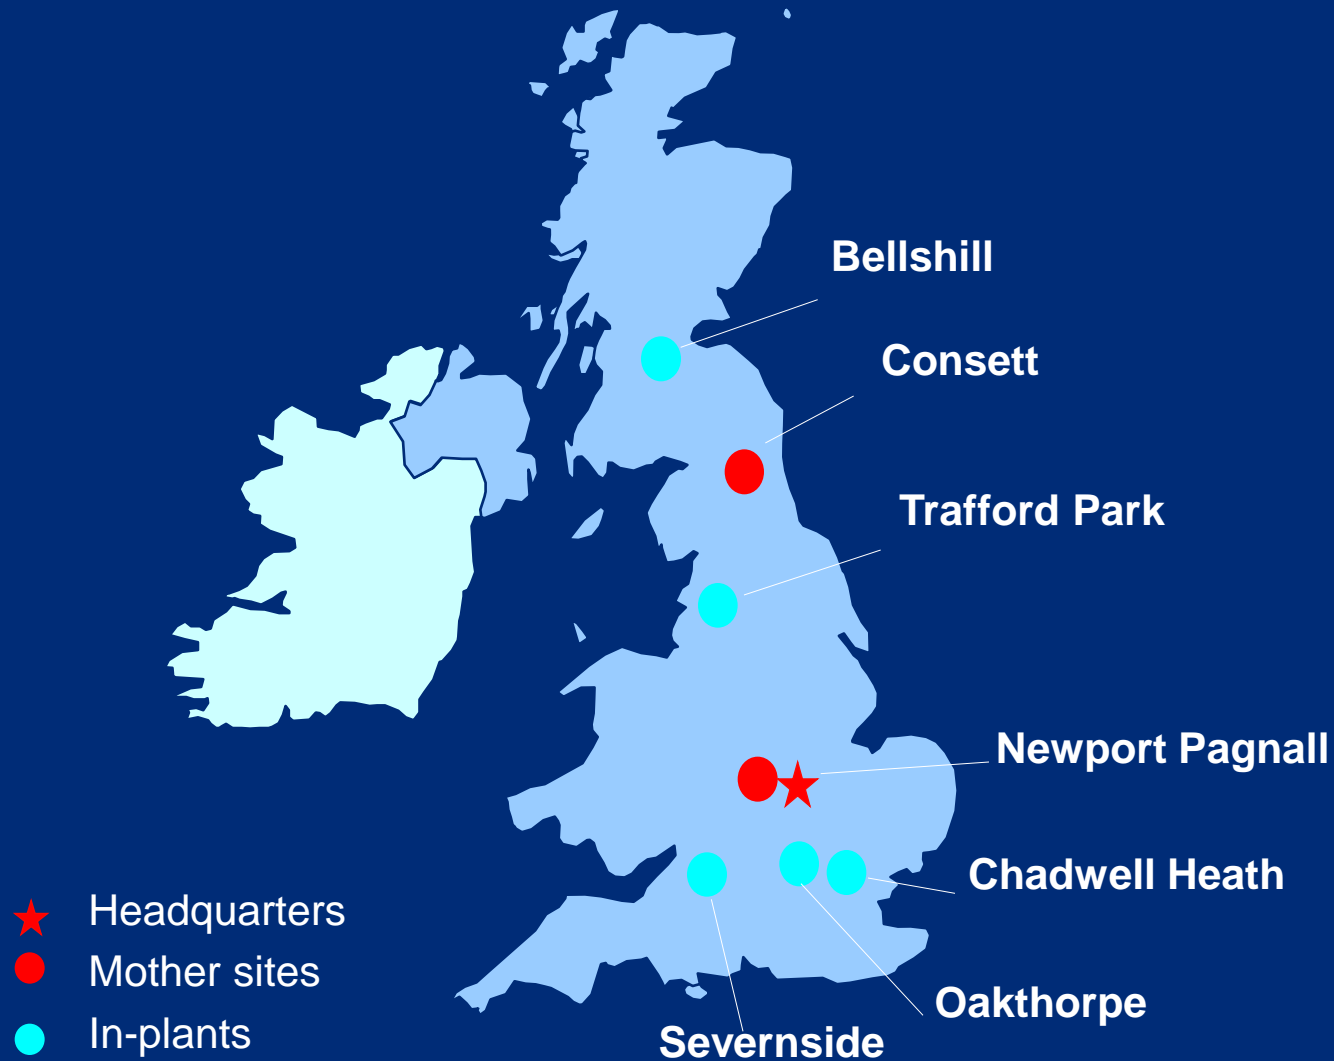 Bellshill
Consett
Trafford Park
Newport Pagnall
Chadwell Heath
Oakthorpe
Severnside
Headquarters
Mother sites
In-plants